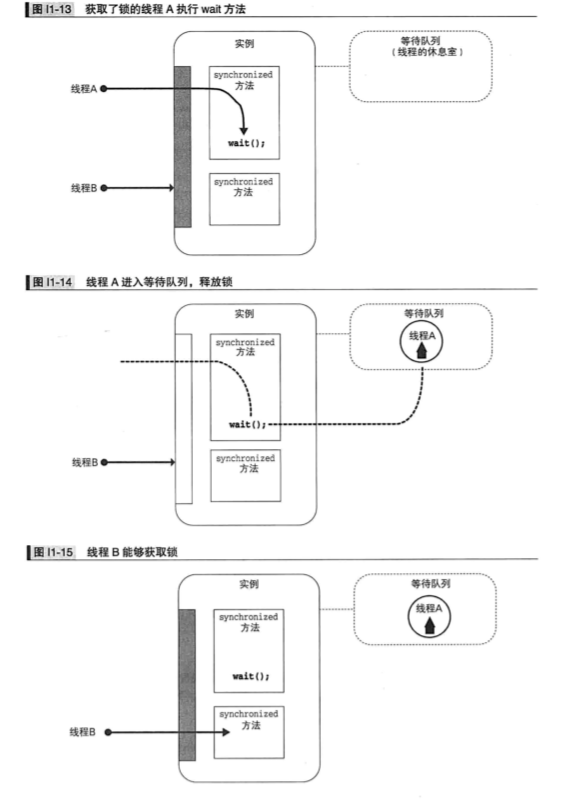 图 I1-13 获取了锁的线程 A 执行 wait 方法
实例
等待队列
(线程的休息室)
synchronized
方法
线程A
wait();
synchronized
方法
线程B
图 I1-14 线程 A 进入等待队列，释放锁
实例
等待队列
线程A
synchronized
方法
wait();
synchronized
方法
线程B
图 I1-15 线程 B 能够获取锁
实例
等待队列
线程A
synchronized
方法
wait();
synchronized
方法
线程B